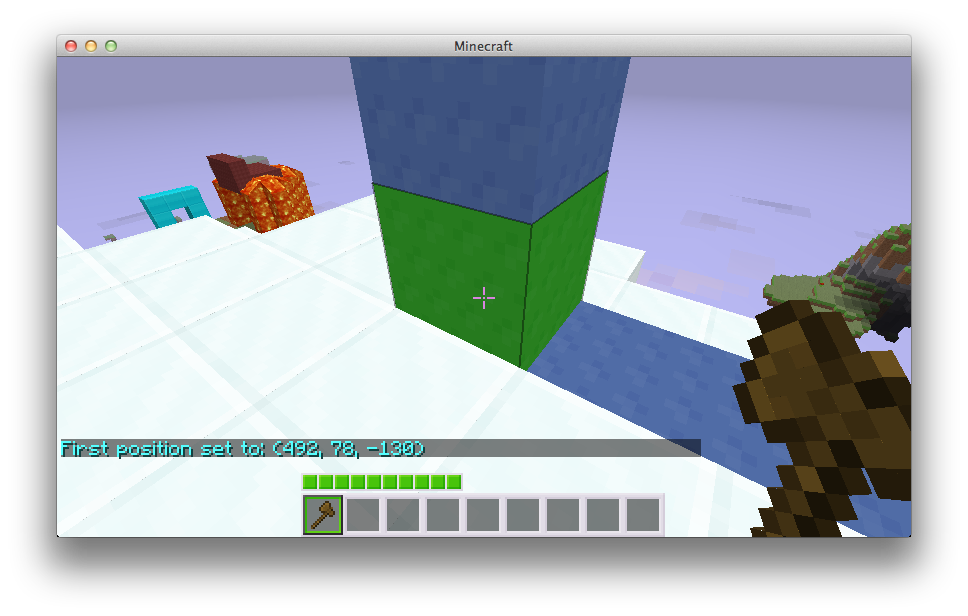 Minecraft
First position set to: (492, 78, -130)